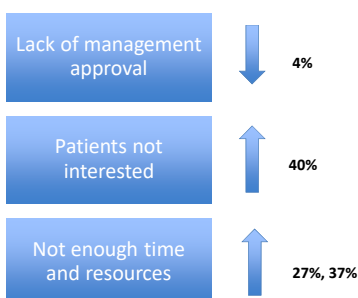 Lack of management
approval
4%
Patients not
interested
40%
Not enough time
and resources
27%, 37%